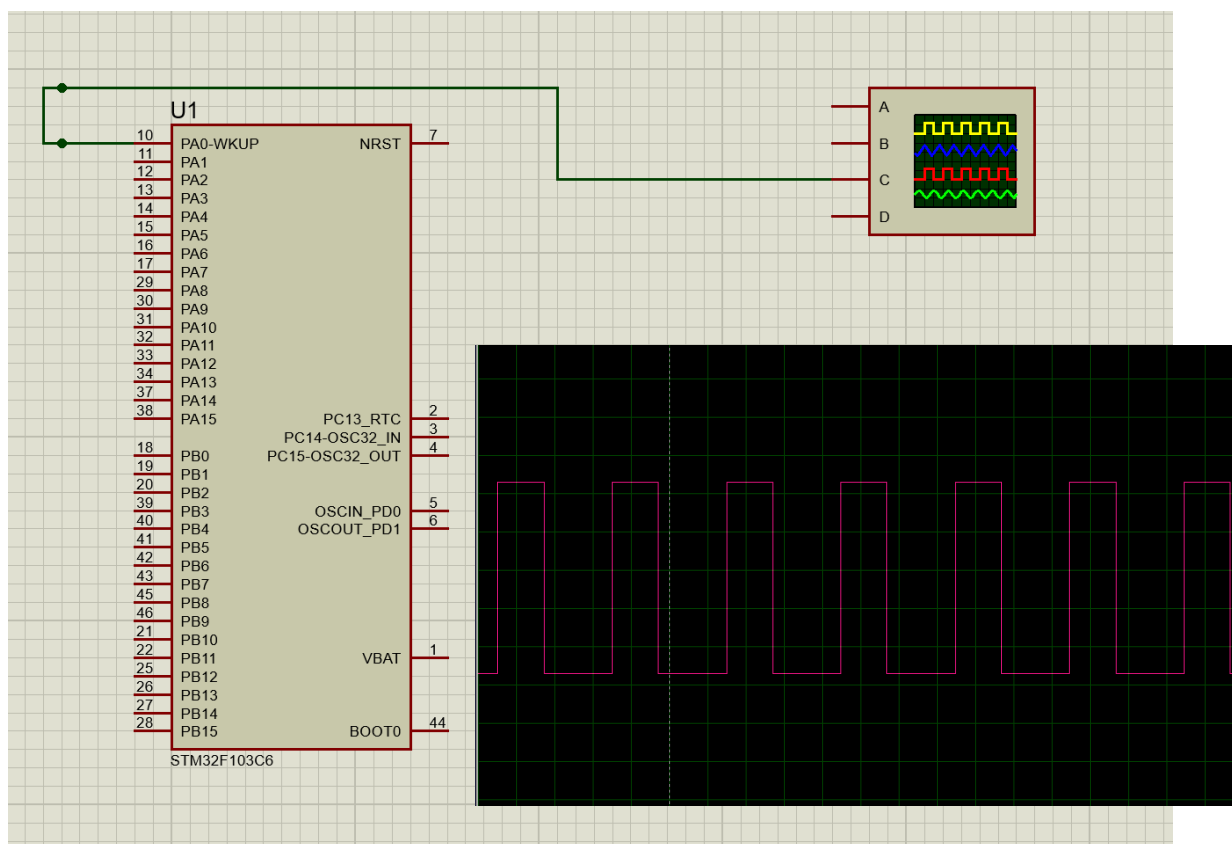 U1
10 PA0-WKUP NRST 7
11 PA1
12 PA2
13 PA3
14 PA4
15 PA5
16 PA6
17 PA7
29 PA8
30 PA9
31 PA10
32 PA11
33 PA12
34 PA13
37 PA14
38 PA15
PC13_RTC 2
PC14-OSC32_IN 3
18 PB0 PC15-OSC32_OUT 4
19 PB1
20 PB2
39 PB3 OSCIN_PD0 5
40 PB4 OSCOUT_PD1 6
41 PB5
42 PB6
43 PB7
45 PB8
46 PB9
21 PB10
22 PB11 VBAT 1
25 PB12
26 PB13
27 PB14
28 PB15 BOOT0 44
STM32F103C6
A
B
C
D